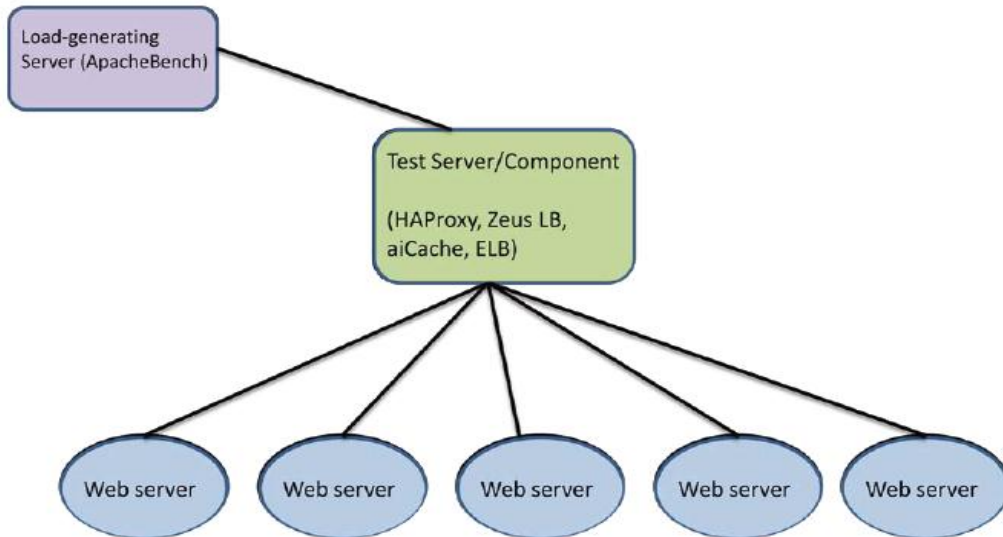 Load-generating
Server (ApacheBench)
Test Server/Component
(HAProxy, Zeus LB,
aiCache, ELB)
Web server
Web server
Web server
Web server
Web server